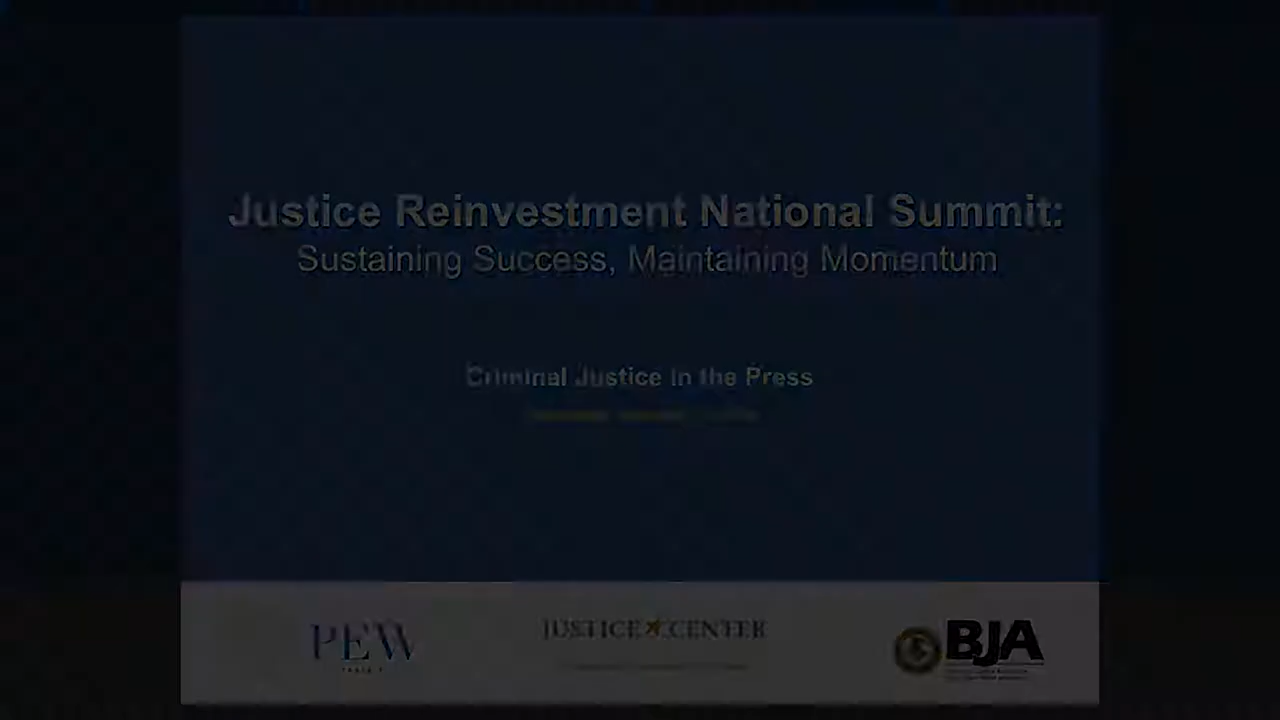 Justice Reinvestment National Summit:
Sustaining Success, Maintaining Momentum
Criminal Justice in the Press
PEW
JUSTICE CENTER
BJA